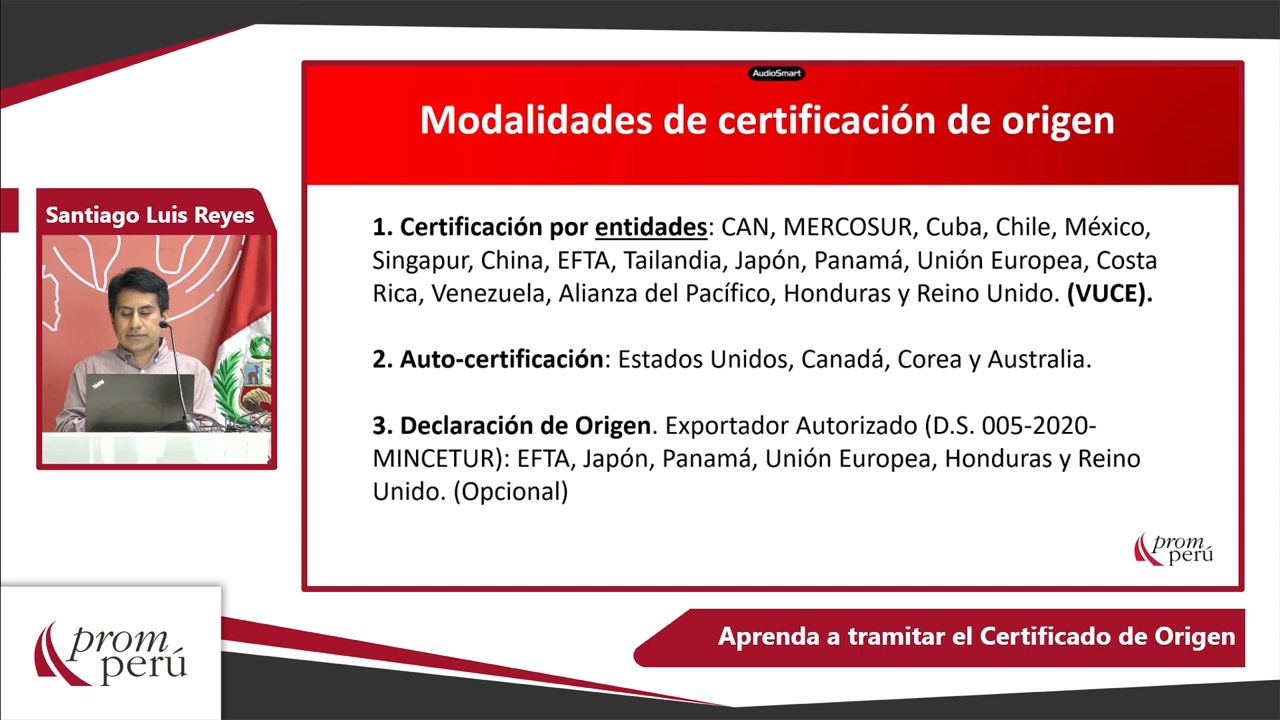 AudioSmart
Modalidades de certificación de origen
Santiago Luis Reyes
1. Certificación por entidades: CAN, MERCOSUR, Cuba, Chile, México,
Singapur, China, EFTA, Tailandia, Japón, Panamá, Unión Europea, Costa
Rica, Venezuela, Alianza del Pacífico, Honduras y Reino Unido. (VUCE).
2. Auto-certificación: Estados Unidos, Canadá, Corea y Australia.
3. Declaración de Origen. Exportador Autorizado (D.S. 005-2020-
MINCETUR): EFTA, Japón, Panamá, Unión Europea, Honduras y Reino
Unido. (Opcional)
prom
perú
Aprenda a tramitar el Certificado de Origen
prom
perú